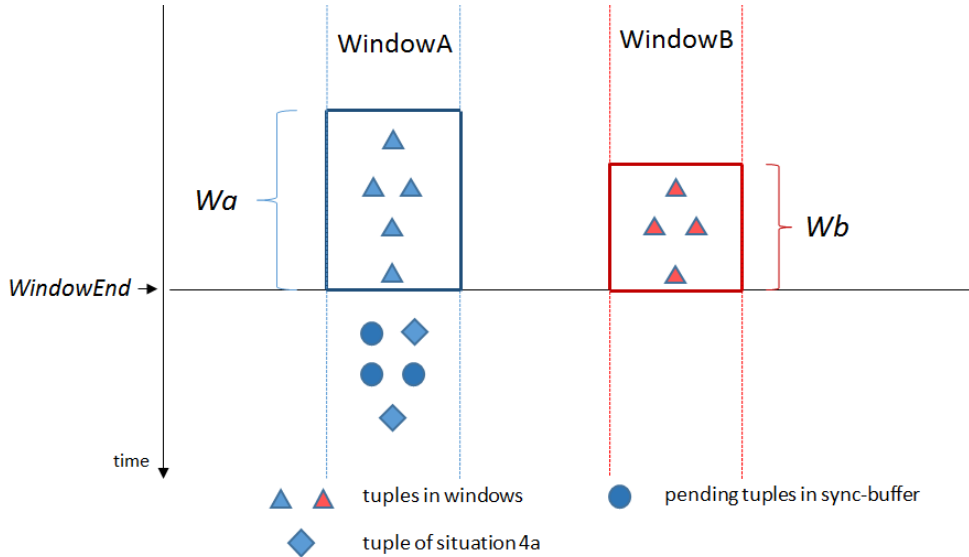 WindowA
WindowB
Wa
Wb
WindowEnd
time
tuples in windows
pending tuples in sync-buffer
tuple of situation 4a